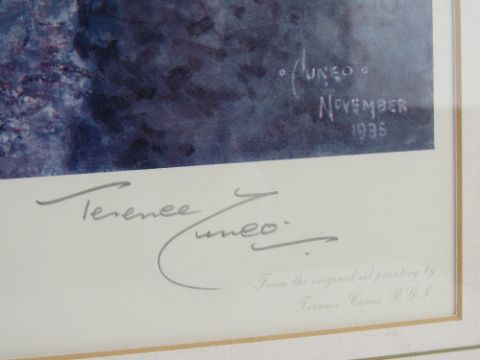 CUNEO
NOVEMBER
1985
Terence Cuneo
From the original oil painting by
Terence Cuneo R.G.I.